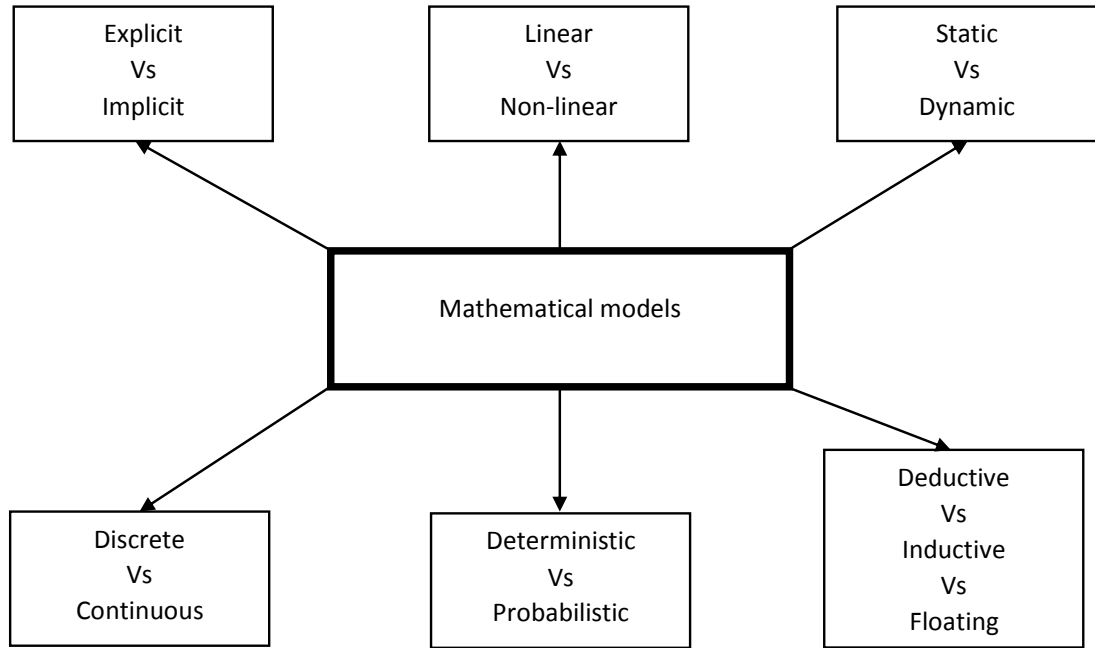 Explicit
Vs
Implicit
Linear
Vs
Non-linear
Static
Vs
Dynamic
Mathematical models
Discrete
Vs
Continuous
Deterministic
Vs
Probabilistic
Deductive
Vs
Inductive
Vs
Floating